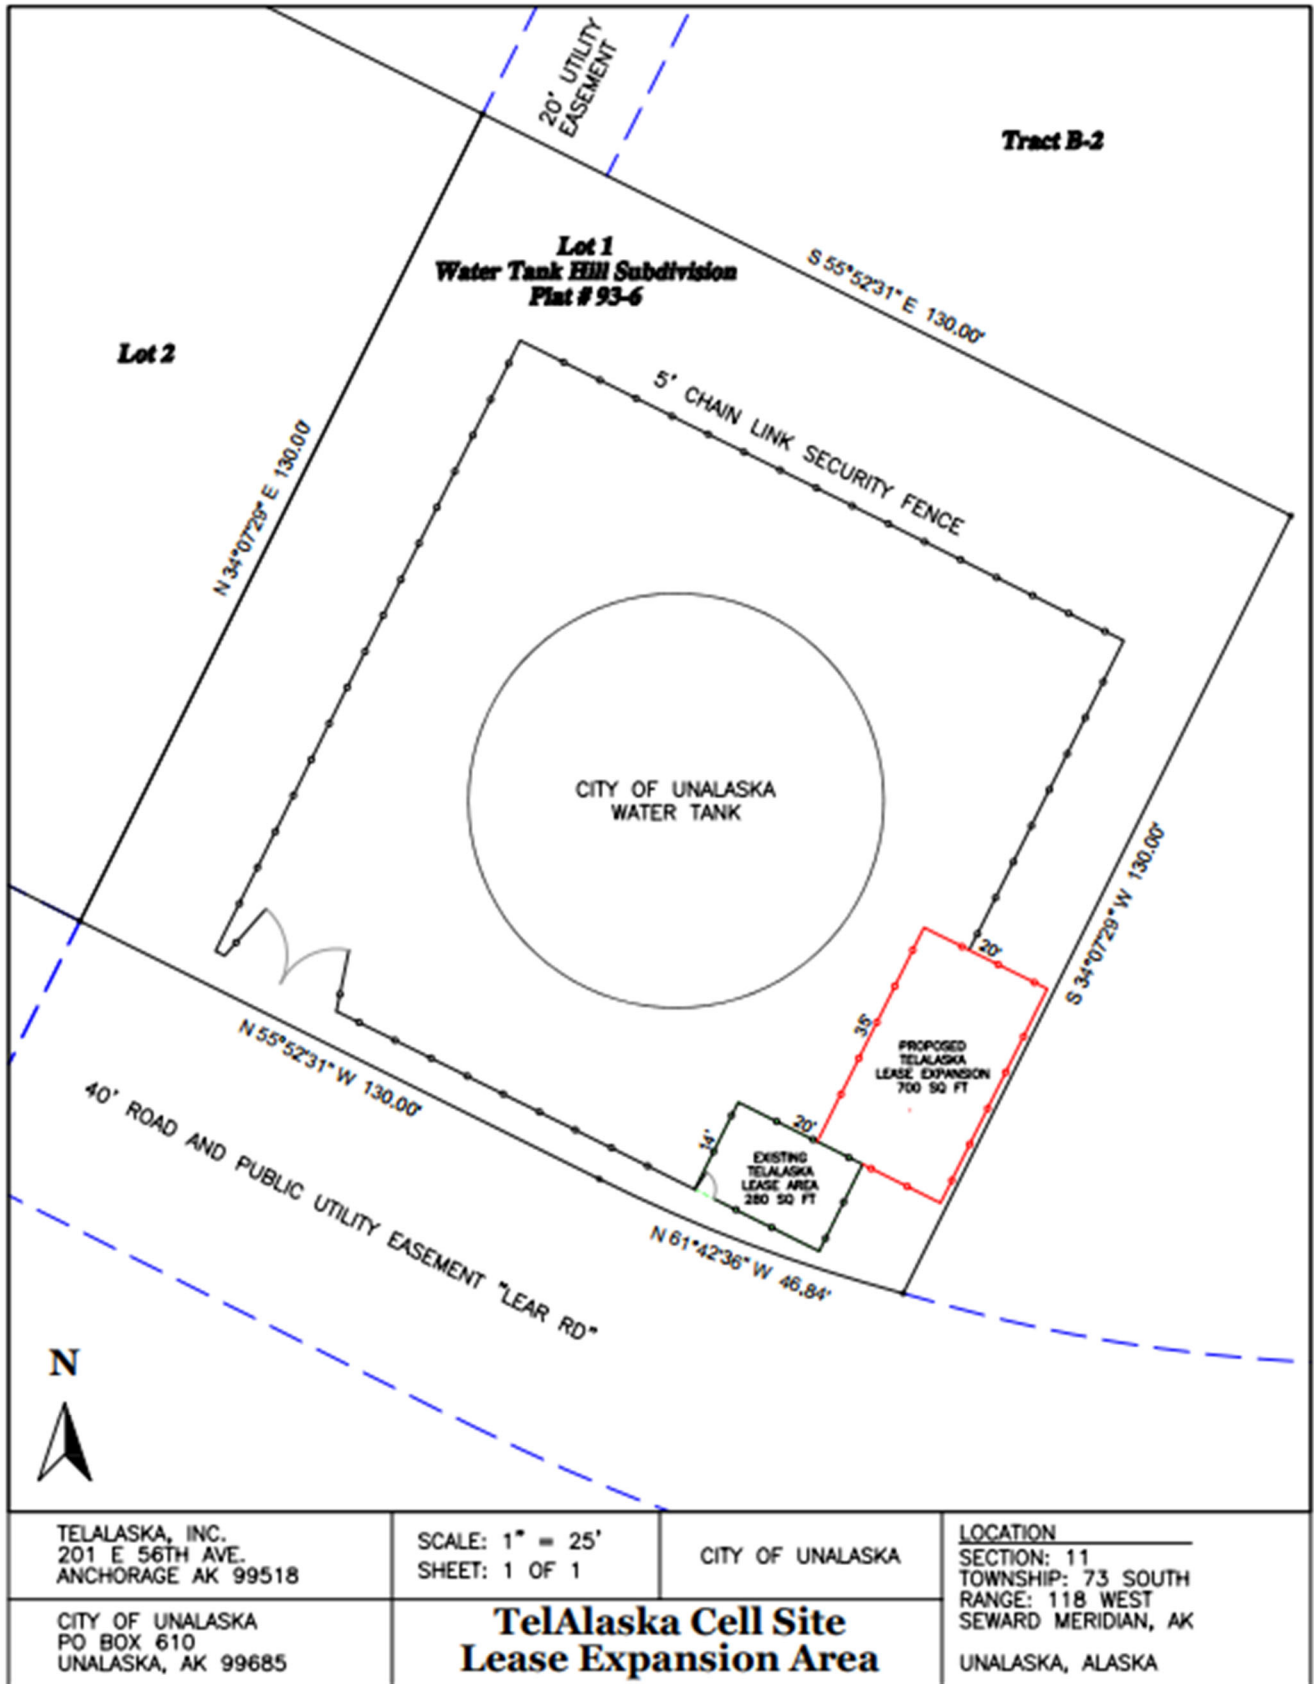 20' UTILITY
EASEMENT
Tract B-2
Lot 1
Water Tank Hill Subdivision
Plat # 93-6
S 55°52'31" E 130.00'
Lot 2
5' CHAIN LINK SECURITY FENCE
N 34°07'29" E 130.00'
CITY OF UNALASKA
WATER TANK
S 34°07'29" W 130.00'
20'
35'
PROPOSED
TELALASKA
LEASE EXPANSION
700 SQ FT
N 55°52'31" W 130.00'
20'
14'
EXISTING
TELALASKA
LEASE AREA
280 SQ FT
40' ROAD AND PUBLIC UTILITY EASEMENT "LEAR RD"
N 61°42'36" W 46.84'
N
TELALASKA, INC.
201 E 56TH AVE.
ANCHORAGE AK 99518
SCALE: 1" = 25'
SHEET: 1 OF 1
CITY OF UNALASKA
LOCATION
SECTION: 11
TOWNSHIP: 73 SOUTH
RANGE: 118 WEST
SEWARD MERIDIAN, AK
UNALASKA, ALASKA
CITY OF UNALASKA
PO BOX 610
UNALASKA, AK 99685
TelAlaska Cell Site
Lease Expansion Area